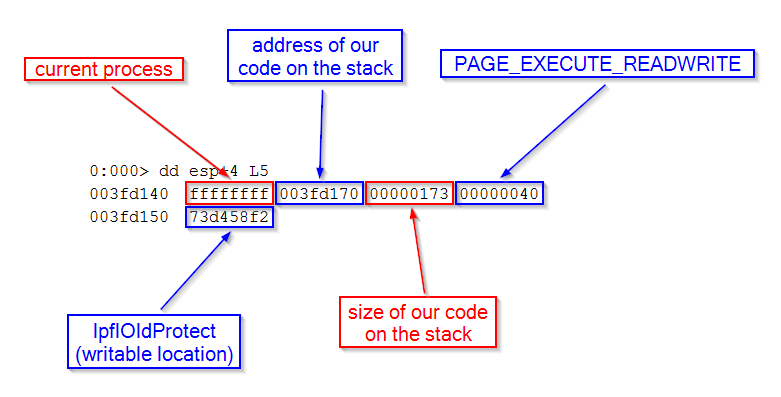 address of our
code on the stack
current process
PAGE_EXECUTE_READWRITE
0:000> dd esp+4 L5
003fd140 ffffffff 003fd170 00000173 00000040
003fd150 73d458f2
lpflOldProtect
(writable location)
size of our code
on the stack